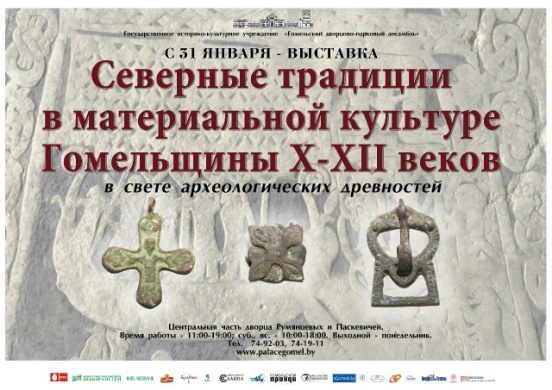 Государственное историко-культурное учреждение «Гомельский дворцово-парковый ансамбль»
С 31 ЯНВАРЯ - ВЫСТАВКА
Северные традиции
в материальной культуре
Гомельщины X-XII веков
в свете археологических древностей
Центральная часть дворца Румянцевых и Паскевичей.
Время работы - 11:00-19:00; суб., вс. - 10:00-18:00. Выходной - понедельник.
Тел. 74-92-03, 74-19-11
www.palacegomel.by